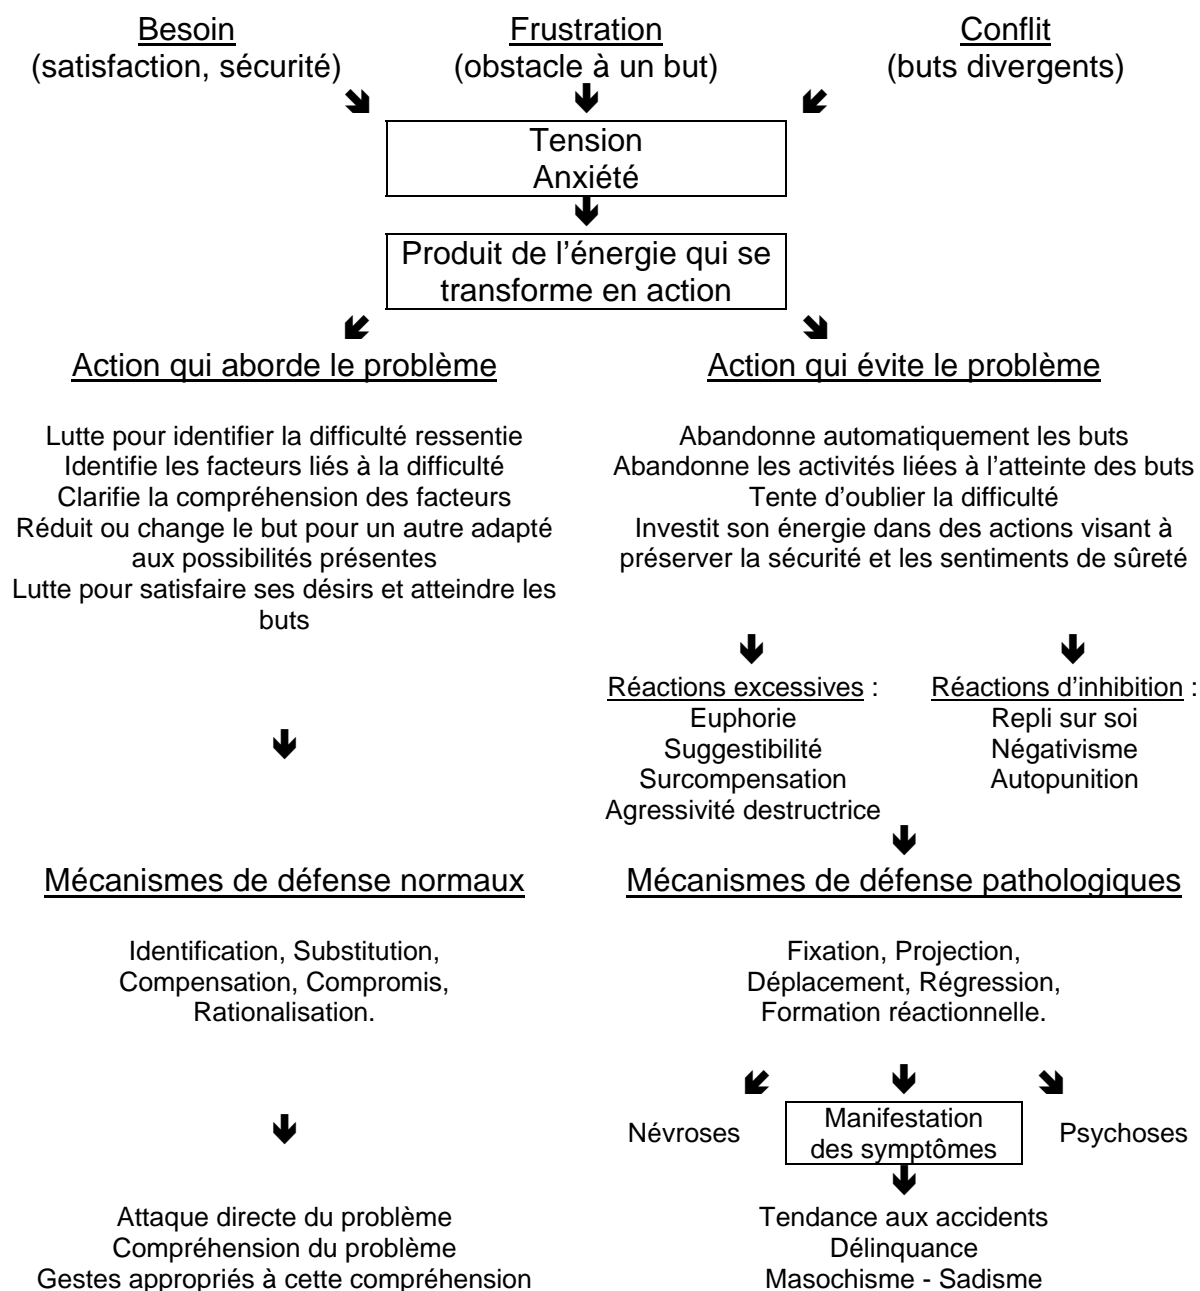 Besoin
(satisfaction, sécurité)
Frustration
(obstacle à un but)
Conflit
(buts divergents)
Tension
Anxiété
Produit de l’énergie qui se
transforme en action
Action qui aborde le problème
Lutte pour identifier la difficulté ressentie
Identifie les facteurs liés à la difficulté
Clarifie la compréhension des facteurs
Réduit ou change le but pour un autre adapté
aux possibilités présentes
Lutte pour satisfaire ses désirs et atteindre les
buts
Action qui évite le problème
Abandonne automatiquement les buts
Abandonne les activités liées à l’atteinte des buts
Tente d’oublier la difficulté
Investit son énergie dans des actions visant à
préserver la sécurité et les sentiments de sûreté
Réactions excessives :
Euphorie
Suggestibilité
Surcompensation
Agressivité destructrice
Réactions d’inhibition :
Repli sur soi
Négativisme
Autopunition
Mécanismes de défense normaux
Identification, Substitution,
Compensation, Compromis,
Rationalisation.
Mécanismes de défense pathologiques
Fixation, Projection,
Déplacement, Régression,
Formation réactionnelle.
Névroses
Manifestation
des symptômes
Psychoses
Attaque directe du problème
Compréhension du problème
Gestes appropriés à cette compréhension
Tendance aux accidents
Délinquance
Masochisme - Sadisme